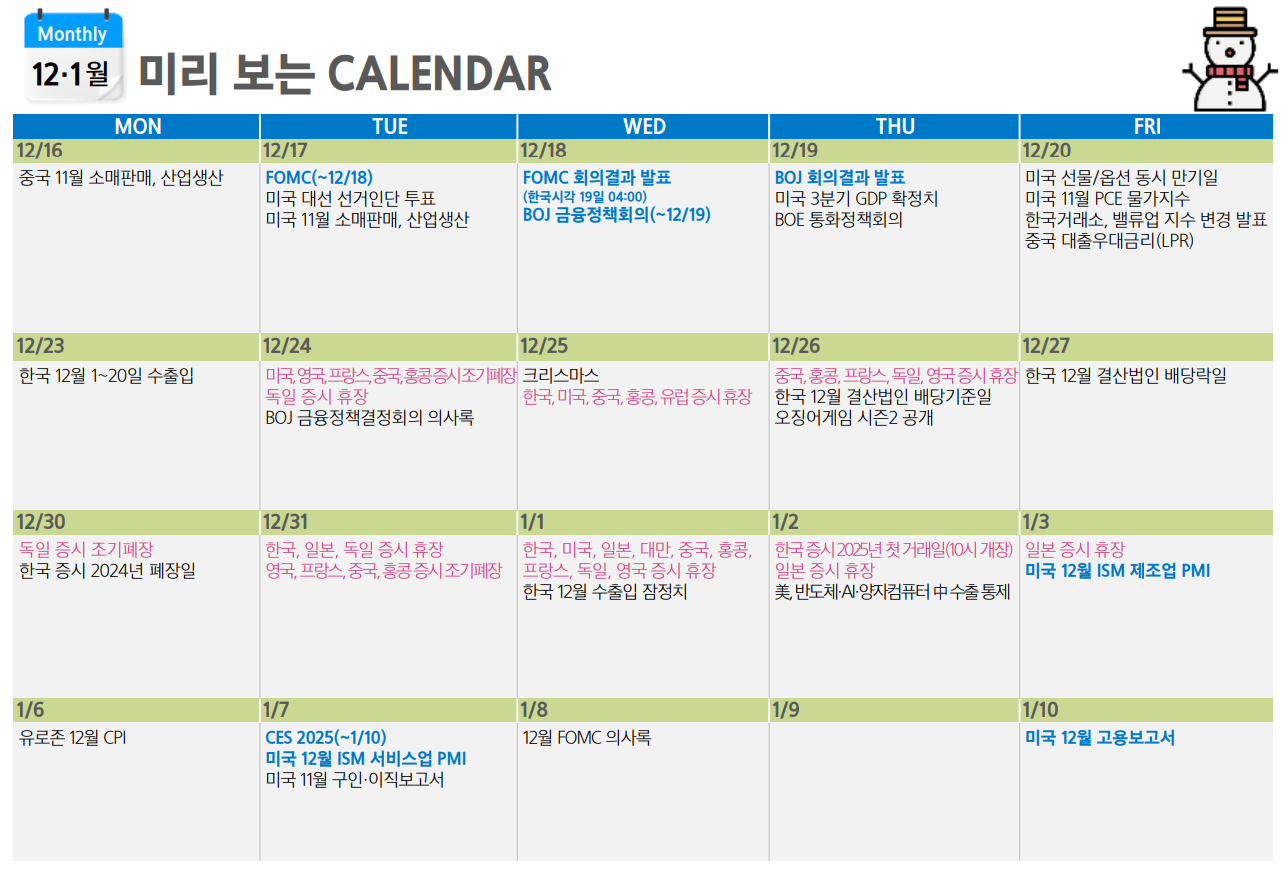 Monthly
12·1월
미리 보는 CALENDAR
MON
TUE
WED
THU
FRI
12/16
12/17
12/18
12/19
12/20
중국 11월 소매판매, 산업생산
FOMC(~12/18)
미국 대선 선거인단 투표
미국 11월 소매판매, 산업생산
FOMC 회의결과 발표
(한국시각 19일 04:00)
BOJ 금융정책회의(~12/19)
BOJ 회의결과 발표
미국 3분기 GDP 확정치
BOE 통화정책회의
미국 선물/옵션 동시 만기일
미국 11월 PCE 물가지수
한국거래소, 밸류업 지수 변경 발표
중국 대출우대금리(LPR)
12/23
12/24
12/25
12/26
12/27
한국 12월 1~20일 수출입
미국, 영국, 프랑스, 중국, 홍콩 증시 조기폐장
독일 증시 휴장
BOJ 금융정책결정회의 의사록
크리스마스
한국, 미국, 중국, 홍콩, 유럽 증시 휴장
중국, 홍콩, 프랑스, 독일, 영국 증시 휴장
한국 12월 결산법인 배당기준일
오징어게임 시즌2 공개
한국 12월 결산법인 배당락일
12/30
12/31
1/1
1/2
1/3
독일 증시 조기폐장
한국 증시 2024년 폐장일
한국, 일본, 독일 증시 휴장
영국, 프랑스, 중국, 홍콩 증시 조기폐장
한국, 미국, 일본, 대만, 중국, 홍콩,
프랑스, 독일, 영국 증시 휴장
한국 12월 수출입 잠정치
한국 증시 2025년 첫 거래일(10시 개장)
일본 증시 휴장
美, 반도체·AI·양자컴퓨터 中 수출 통제
일본 증시 휴장
미국 12월 ISM 제조업 PMI
1/6
1/7
1/8
1/9
1/10
유로존 12월 CPI
CES 2025(~1/10)
미국 12월 ISM 서비스업 PMI
미국 11월 구인·이직보고서
12월 FOMC 의사록
미국 12월 고용보고서